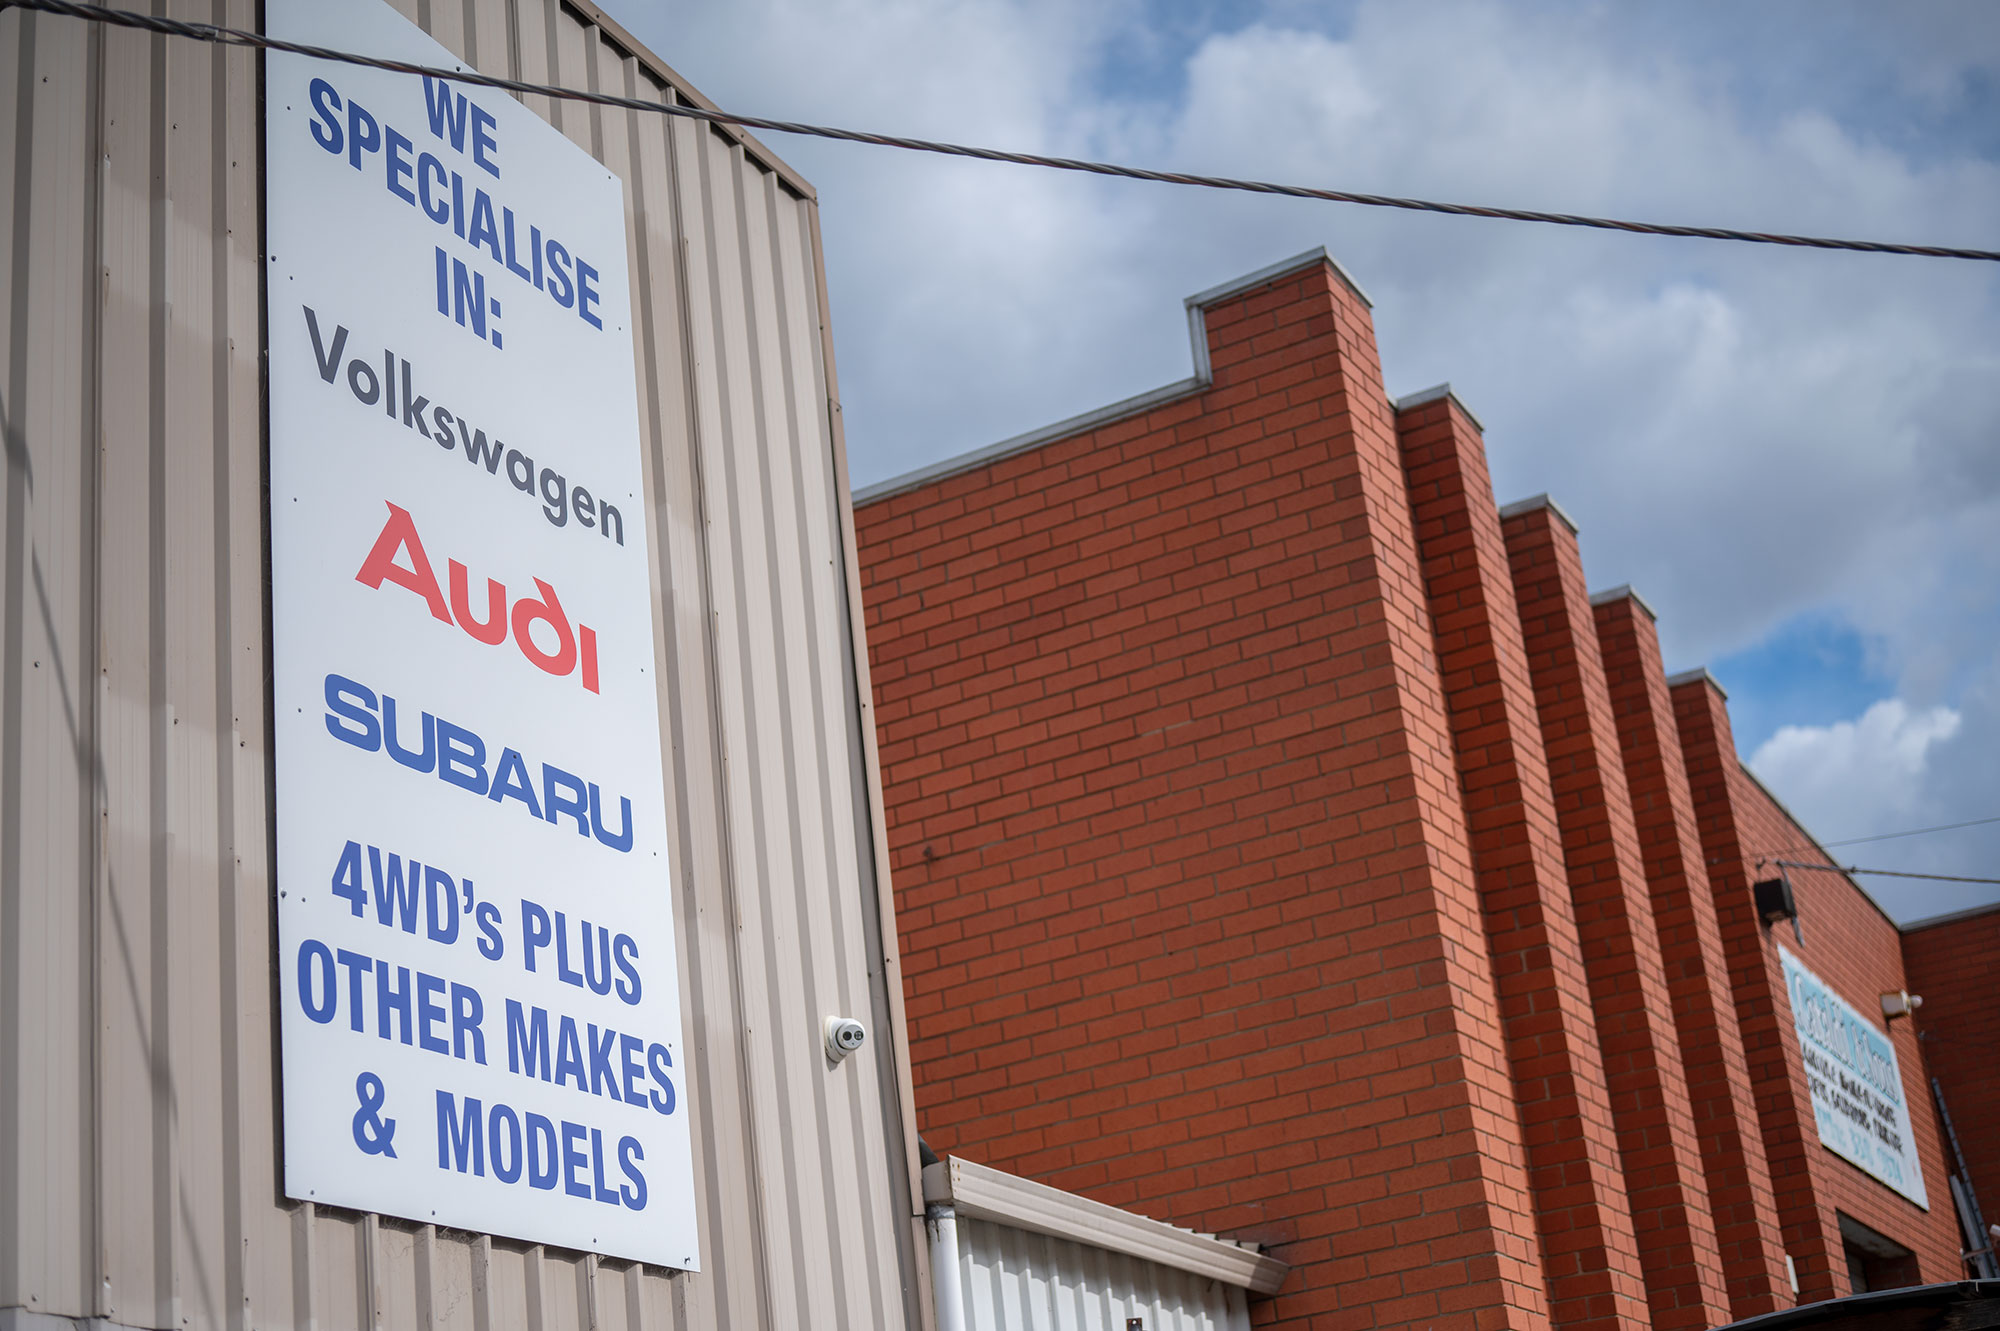 WE
SPECIALISE
IN:
Volkswagen
Audi
SUBARU
4WD's PLUS
OTHER MAKES
& MODELS